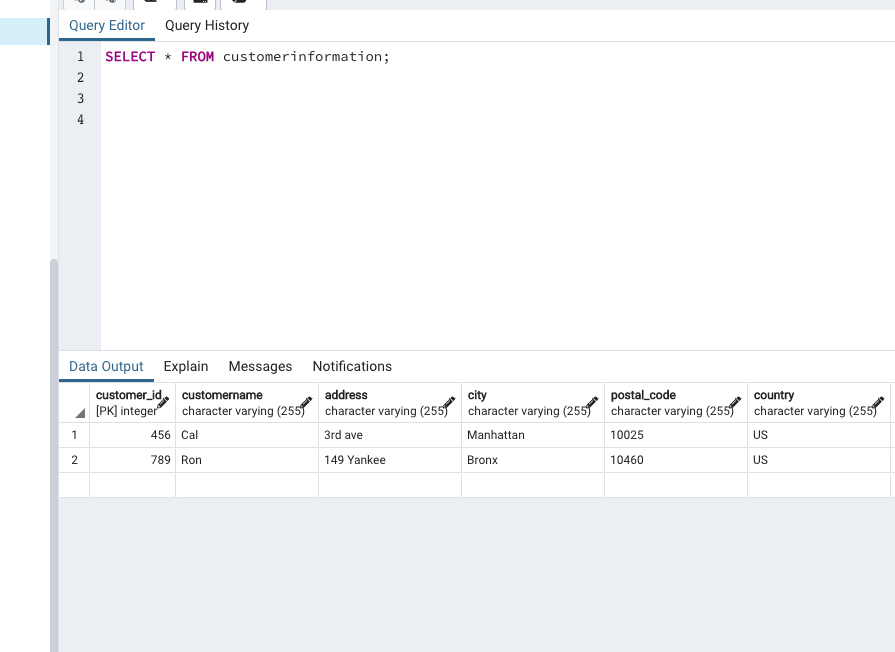 Query Editor Query History
1 SELECT * FROM customerinformation;
2
3
4
Data Output Explain Messages Notifications
customer_id customername address city postal_code country
[PK] integer character varying (255) character varying (255) character varying (255) character varying (255) character varying (255)
1 456 Cal 3rd ave Manhattan 10025 US
2 789 Ron 149 Yankee Bronx 10460 US